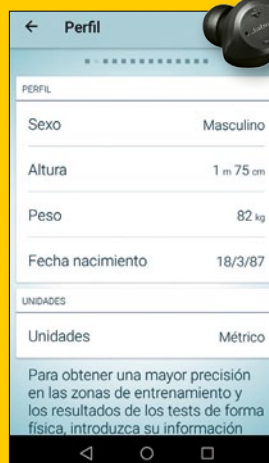 Perfil
PERFIL
Sexo Masculino
Altura 1 m 75 cm
Peso 82 kg
Fecha nacimiento 18/3/87
UNIDADES
Unidades Métrico
Para obtener una mayor precisión
en las zonas de entrenamiento y
los resultados de los tests de forma
física, introduzca su información
Jabra